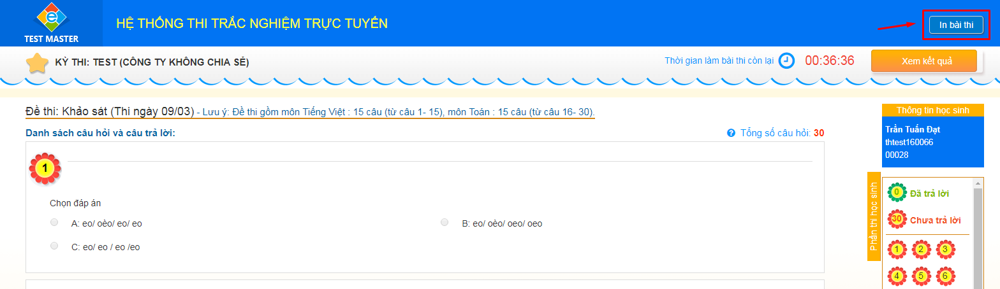 e
TEST MASTER
HỆ THỐNG THI TRẮC NGHIỆM TRỰC TUYẾN
In bài thi
KỲ THI: TEST (CÔNG TY KHÔNG CHIA SẺ)
Thời gian làm bài thi còn lại 00:36:36
Xem kết quả
Đề thi: Khảo sát (Thi ngày 09/03) - Lưu ý: Đề thi gồm môn Tiếng Việt : 15 câu (từ câu 1- 15), môn Toán : 15 câu (từ câu 16- 30).
Danh sách câu hỏi và câu trả lời:
? Tổng số câu hỏi: 30
1
Chọn đáp án
A: eo/ oèo/ eo/ eo
B: eo/ oèo/ oeo/ oeo
C: eo/ eo / eo /eo
Thông tin học sinh
Trần Tuấn Đạt
thtest160066
00028
Phần thi học sinh
0 Đã trả lời
30 Chưa trả lời
1 2 3
4 5 6